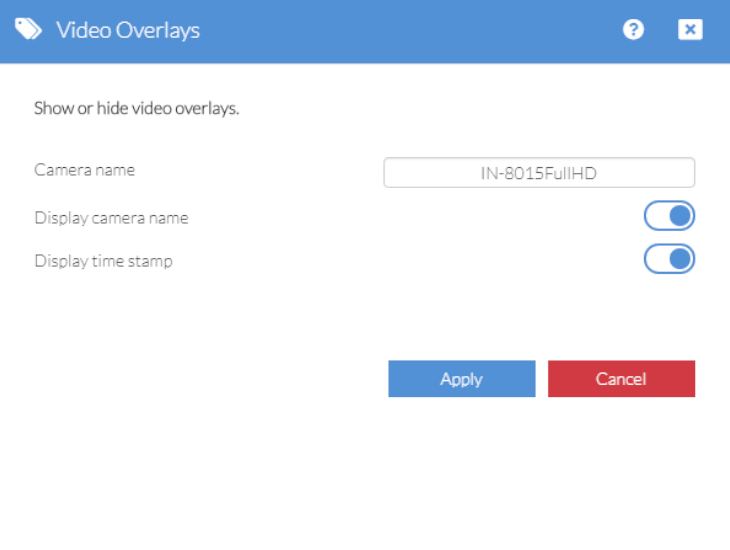 Video Overlays
Show or hide video overlays.
Camera name
IN-8015FullHD
Display camera name
Display time stamp
Apply
Cancel